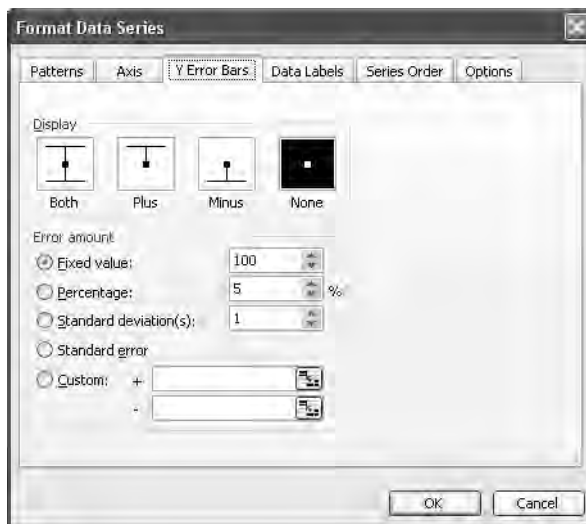 Format Data Series
Patterns Axis Y Error Bars Data Labels Series Order Options
Display
Both Plus Minus None
Error amount
Fixed value: 100
Percentage: 5 %
Standard deviation(s): 1
Standard error
Custom: +
-
OK Cancel